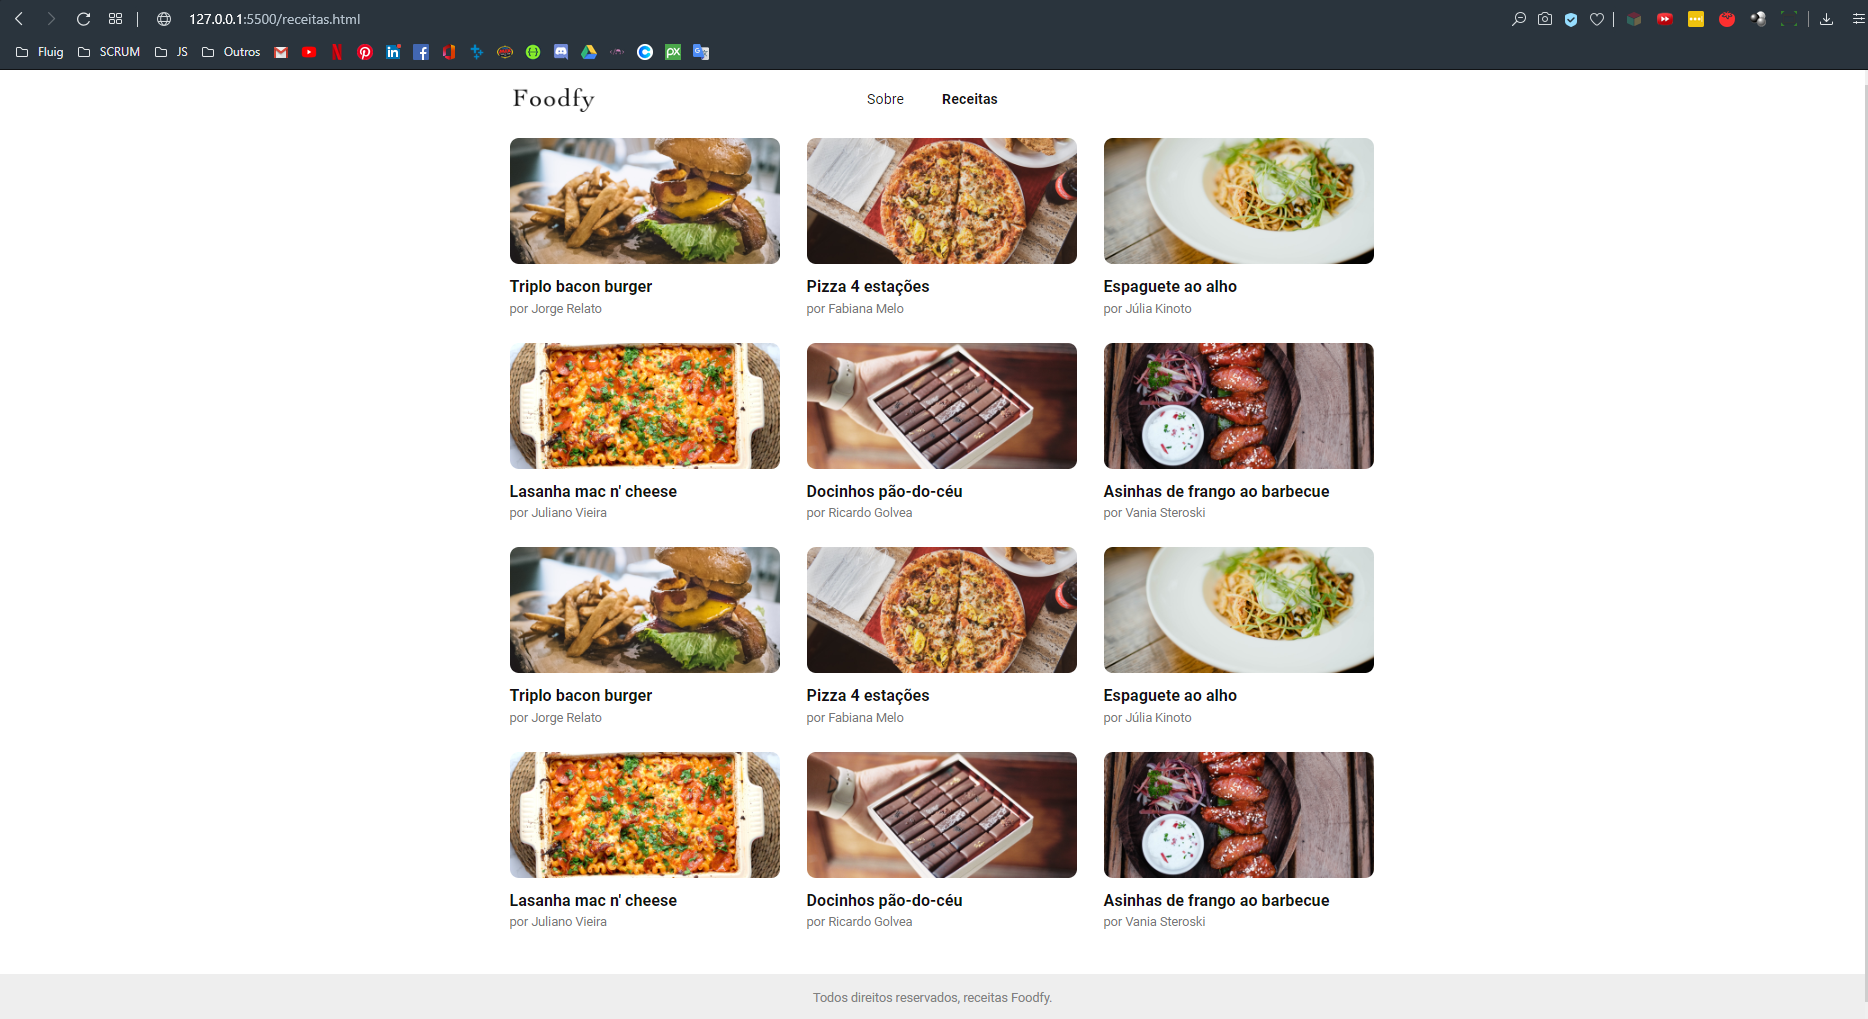 127.0.0.1:5500/receitas.html
Fluig SCRUM JS Outros
Foodfy Sobre Receitas
Triplo bacon burger Pizza 4 estações Espaguete ao alho
por Jorge Relato por Fabiana Melo por Júlia Kinoto
Lasanha mac n' cheese Docinhos pão-do-céu Asinhas de frango ao barbecue
por Juliano Vieira por Ricardo Golvea por Vania Steroski
Triplo bacon burger Pizza 4 estações Espaguete ao alho
por Jorge Relato por Fabiana Melo por Júlia Kinoto
Lasanha mac n' cheese Docinhos pão-do-céu Asinhas de frango ao barbecue
por Juliano Vieira por Ricardo Golvea por Vania Steroski
Todos direitos reservados, receitas Foodfy.